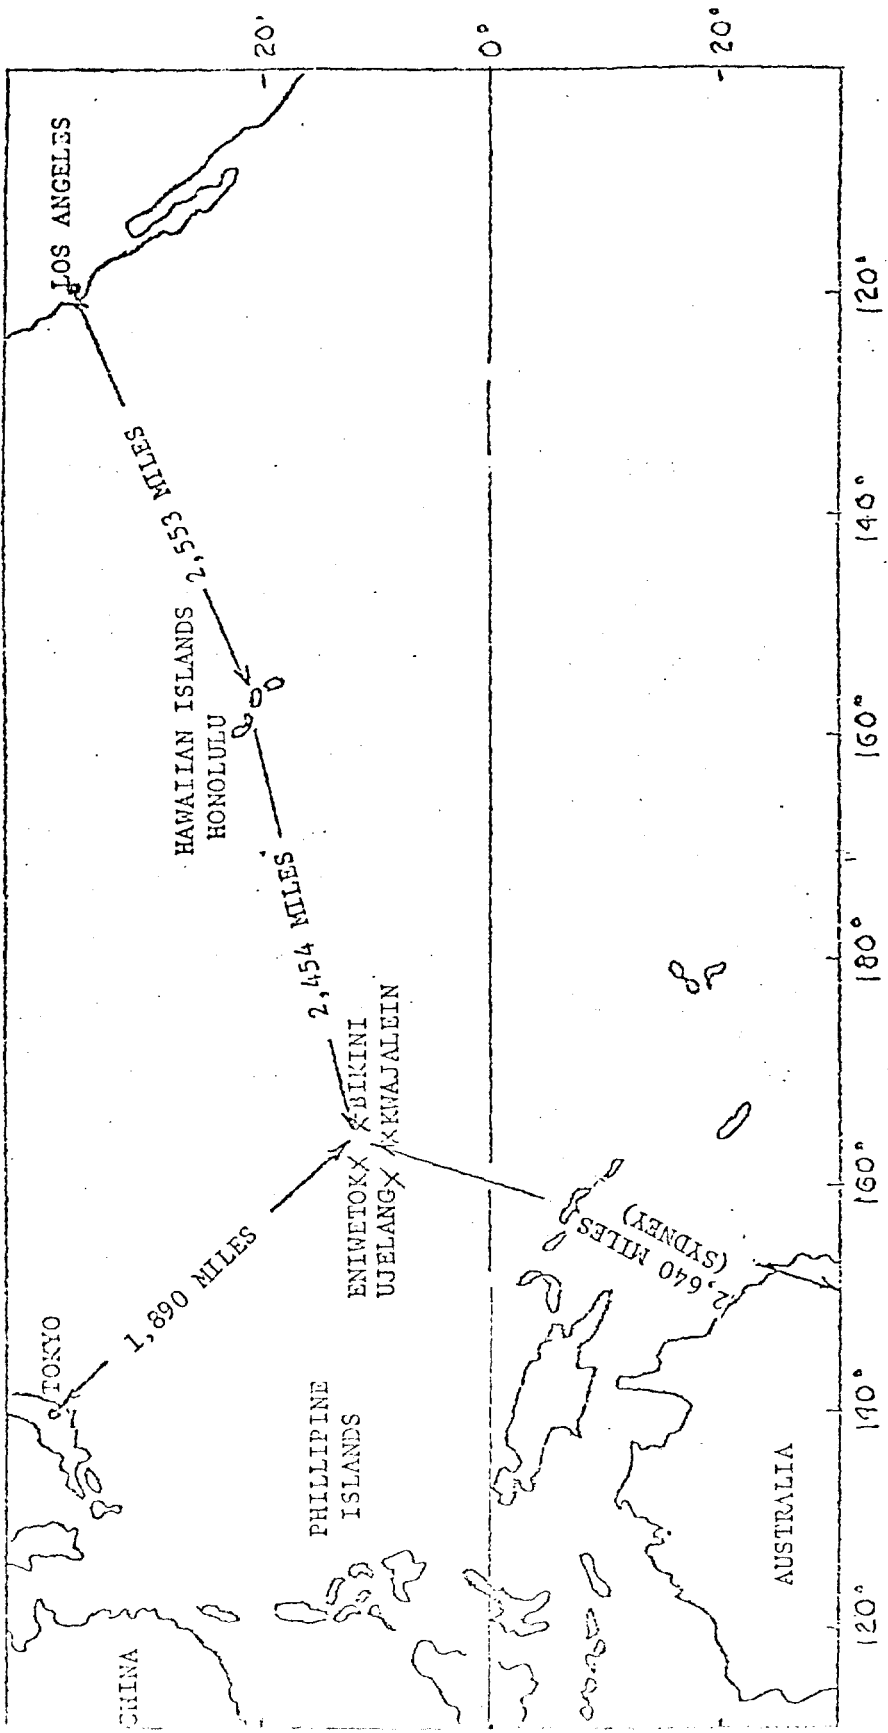 CHINA
TOKYO
LOS ANGELES
1,890 MILES
2,553 MILES
HAWAIIAN ISLANDS
HONOLULU
2,454 MILES
PHILLIPINE
ISLANDS
ENIWETOK
BIKINI
UJELANG
KWAJALEIN
2,640 MILES
(SYDNEY)
AUSTRALIA
20°
0°
-20°
120°
140°
160°
180°
160°
140°
120°